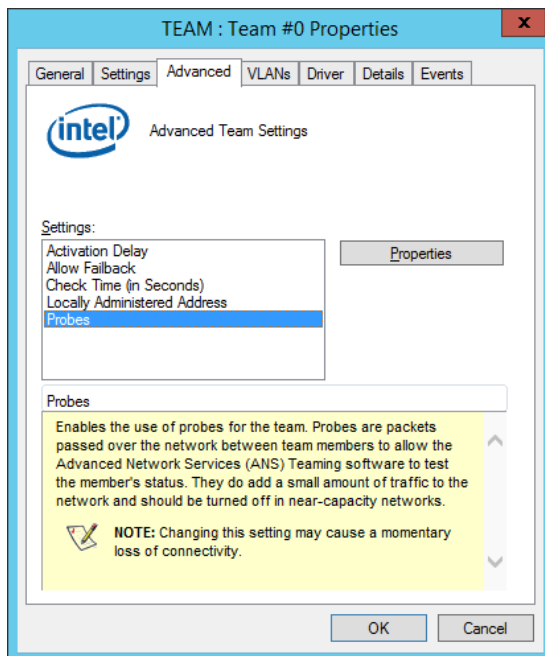 TEAM : Team #0 Properties
x
General Settings Advanced VLANs Driver Details Events
intel
Advanced Team Settings
Settings:
Activation Delay
Allow Failback
Check Time (in Seconds)
Locally Administered Address
Probes
Properties
Probes
Enables the use of probes for the team. Probes are packets
passed over the network between team members to allow the
Advanced Network Services (ANS) Teaming software to test
the member's status. They do add a small amount of traffic to the
network and should be turned off in near-capacity networks.
NOTE: Changing this setting may cause a momentary
loss of connectivity.
OK Cancel